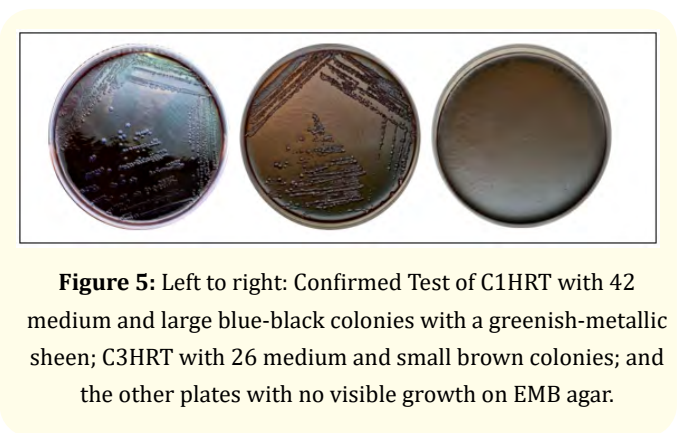 Figure 5: Left to right: Confirmed Test of C1HRT with 42
medium and large blue-black colonies with a greenish-metallic
sheen; C3HRT with 26 medium and small brown colonies; and
the other plates with no visible growth on EMB agar.